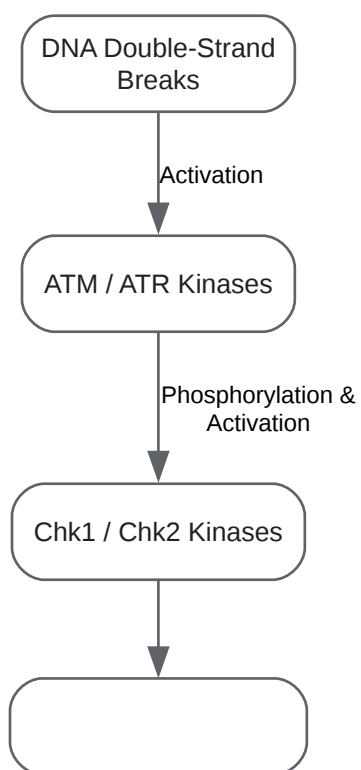 DNA Double-Strand
Breaks
Activation
ATM / ATR Kinases
Phosphorylation &
Activation
Chk1 / Chk2 Kinases